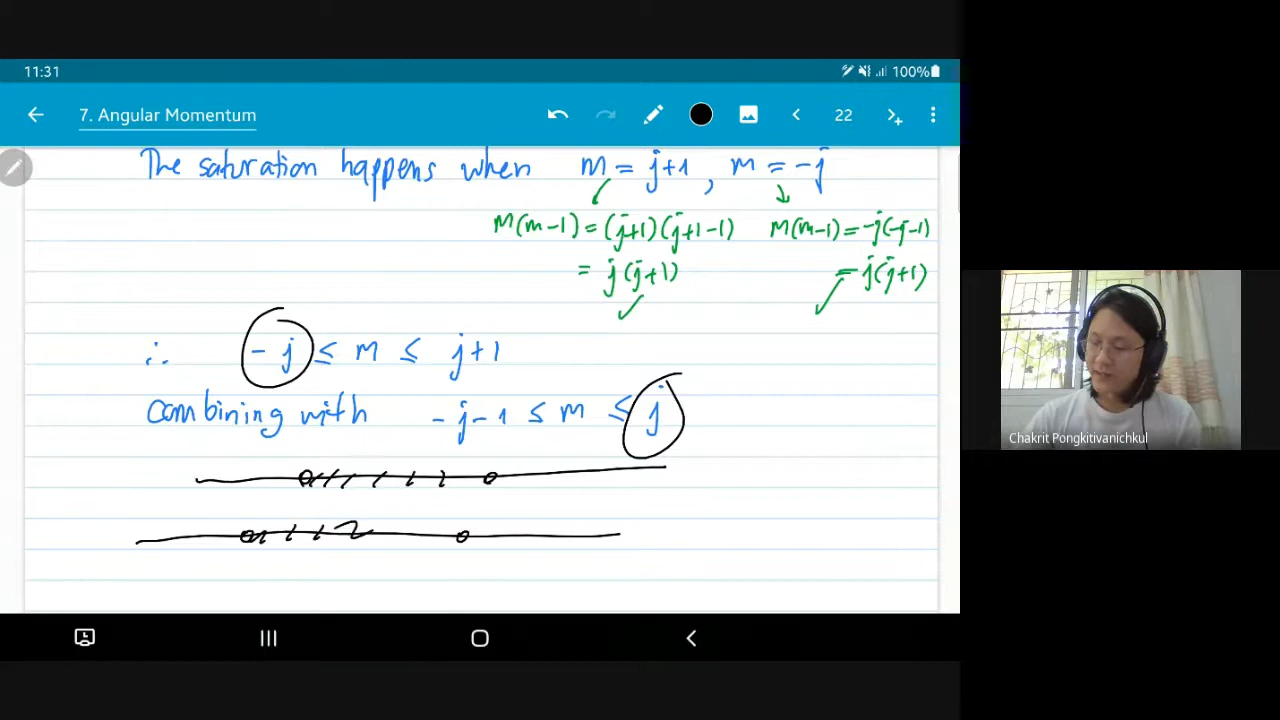 11:31
100%
7. Angular Momentum
22
The saturation happens when m = j+1 , m = -j
m(m-1) = (j+1)(j+1-1)
= j(j+1)
m(m-1) = -j(-j-1)
= j(j+1)
∴ -j ≤ m ≤ j+1
combining with -j-1 ≤ m ≤ j
Chakrit Pongkitivanichkul